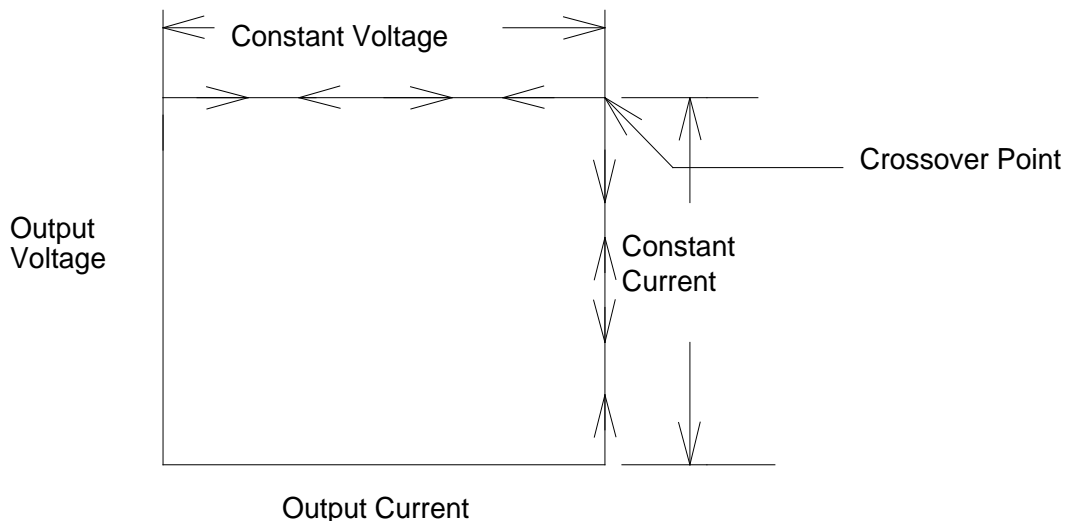 Constant Voltage
Crossover Point
Output
Voltage
Constant
Current
Output Current